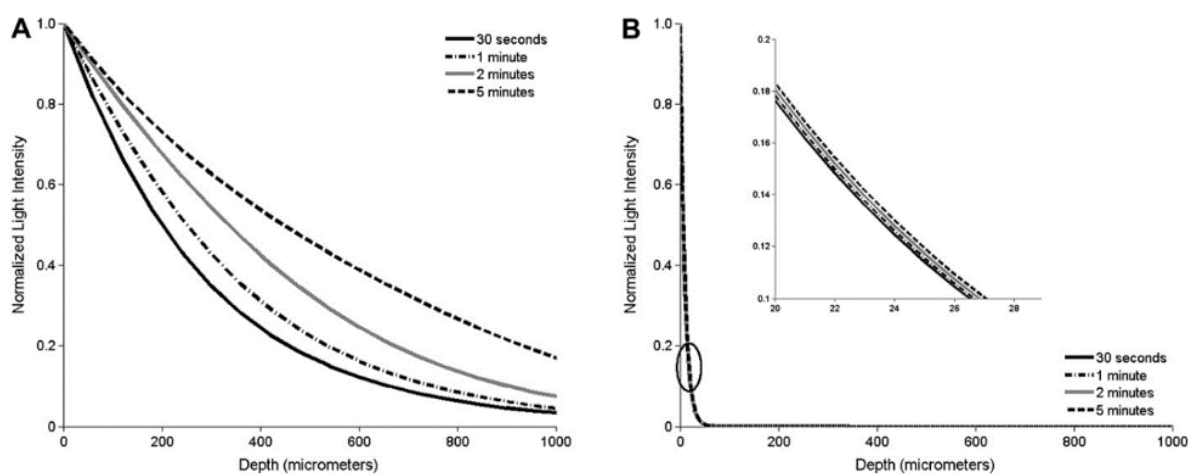 A
1.0
0.8
0.6
0.4
0.2
0
0
200
400
600
800
1000
Normalized Light Intensity
Depth (micrometers)
30 seconds
1 minute
2 minutes
5 minutes
B
1.0
0.8
0.6
0.4
0.2
0
0
200
400
600
800
1000
Normalized Light Intensity
Depth (micrometers)
0.2
0.18
0.16
0.14
0.12
0.1
20
22
24
26
28
30 seconds
1 minute
2 minutes
5 minutes